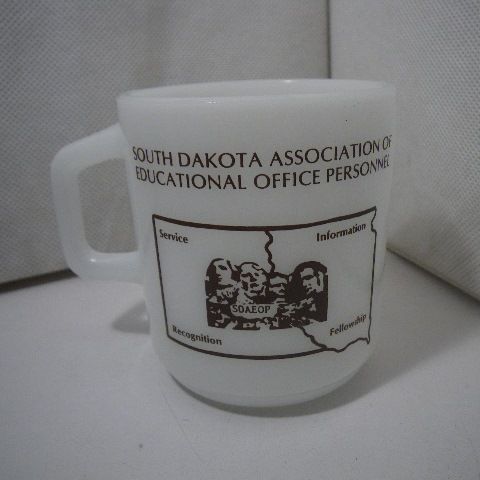 SOUTH DAKOTA ASSOCIATION OF
EDUCATIONAL OFFICE PERSONNEL
Service
Information
SDAEOP
Recognition
Fellowship